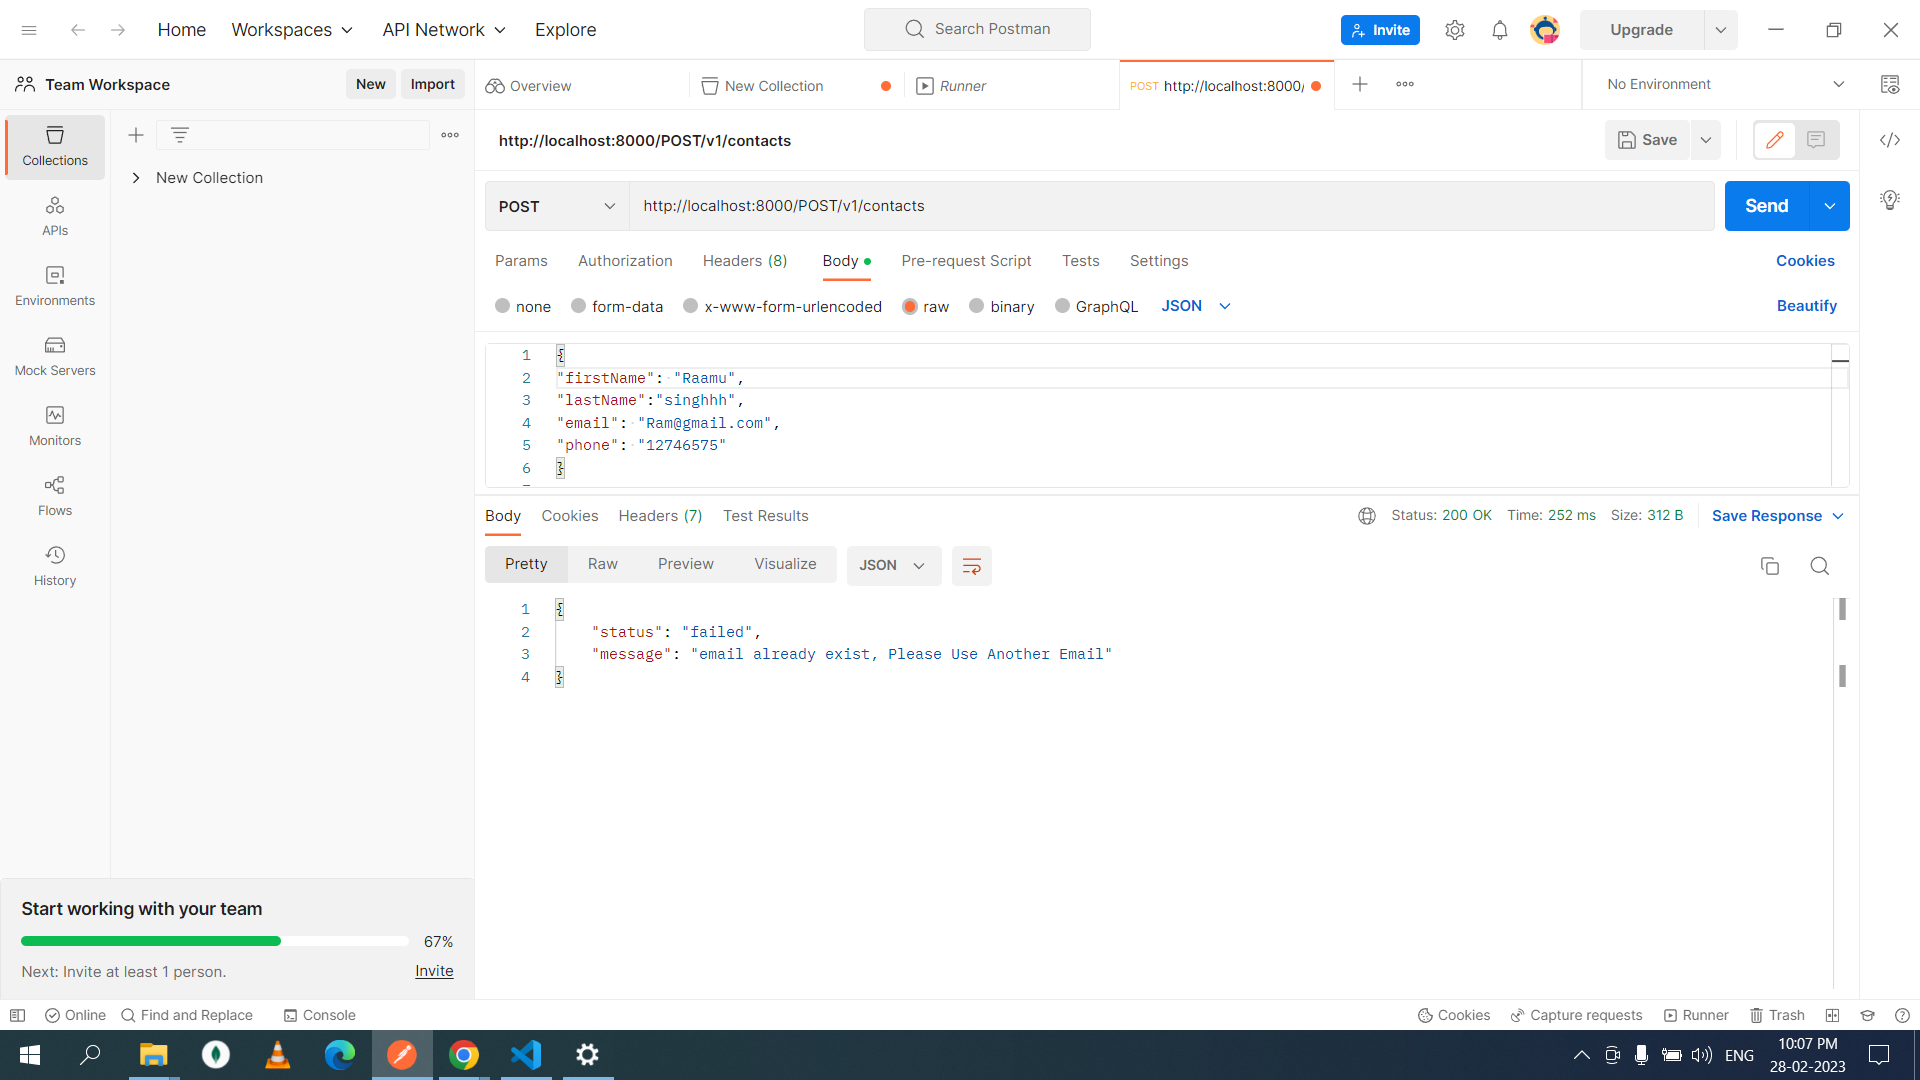 Home Workspaces API Network Explore Search Postman Invite Upgrade
Team Workspace New Import Overview New Collection Runner POST http://localhost:8000/ No Environment
Collections
New Collection
APIs
Environments
Mock Servers
Monitors
Flows
History
http://localhost:8000/POST/v1/contacts Save
POST http://localhost:8000/POST/v1/contacts Send
Params Authorization Headers (8) Body Pre-request Script Tests Settings Cookies
none form-data x-www-form-urlencoded raw binary GraphQL JSON Beautify
1 {
2 "firstName": "Raamu",
3 "lastName":"singhhh",
4 "email": "Ram@gmail.com",
5 "phone": "12746575"
6 }
Body Cookies Headers (7) Test Results Status: 200 OK Time: 252 ms Size: 312 B Save Response
Pretty Raw Preview Visualize JSON
1 {
2 "status": "failed",
3 "message": "email already exist, Please Use Another Email"
4 }
Start working with your team
67%
Next: Invite at least 1 person. Invite
Online Find and Replace Console Cookies Capture requests Runner Trash
ENG 10:07 PM
28-02-2023